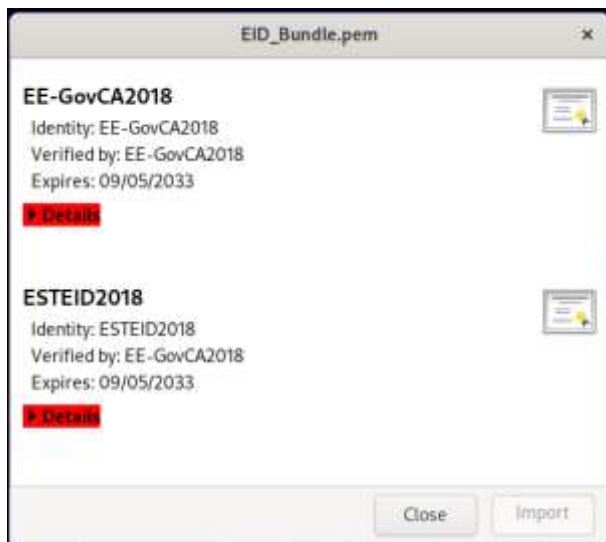 EID_Bundle.pem ×
EE-GovCA2018
Identity: EE-GovCA2018
Verified by: EE-GovCA2018
Expires: 09/05/2033
Details
ESTEID2018
Identity: ESTEID2018
Verified by: EE-GovCA2018
Expires: 09/05/2033
Details
Close Import